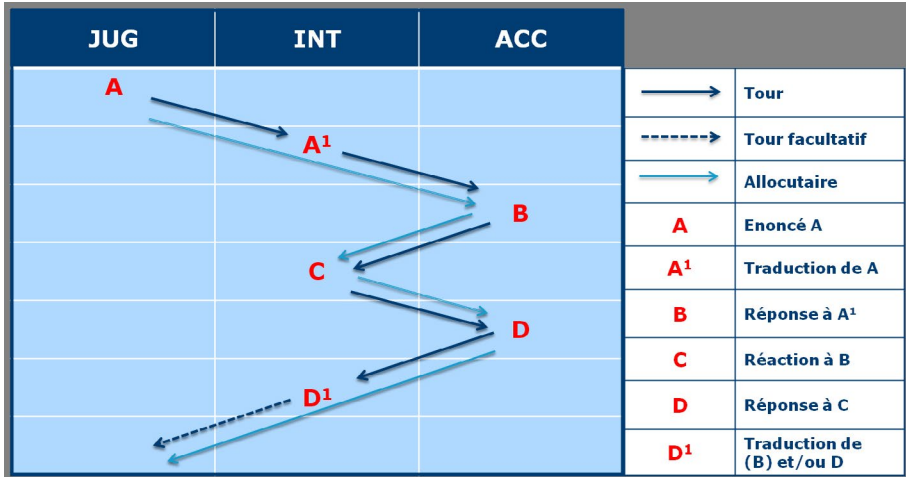 JUG INT ACC
A
A¹
B
C
D
D¹
Tour
Tour facultatif
Allocutaire
A Enoncé A
A¹ Traduction de A
B Réponse à A¹
C Réaction à B
D Réponse à C
D¹ Traduction de
(B) et/ou D